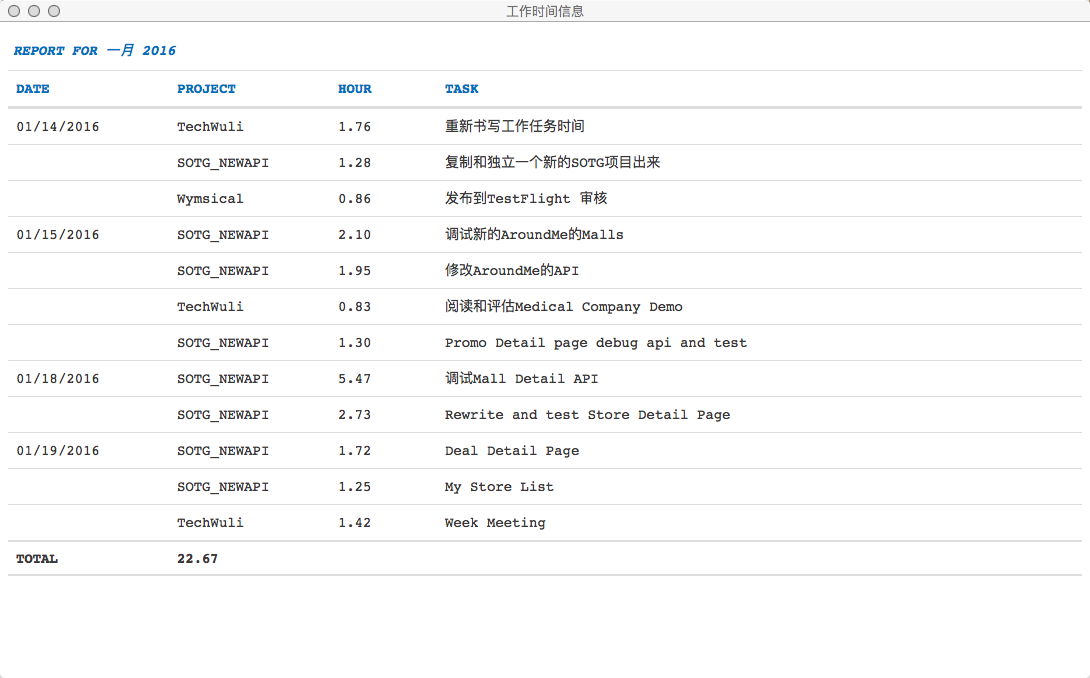 工作时间信息
REPORT FOR 一月 2016
DATE PROJECT HOUR TASK
01/14/2016 TechWuli 1.76 重新书写工作任务时间
SOTG_NEWAPI 1.28 复制和独立一个新的SOTG项目出来
Wymsical 0.86 发布到TestFlight 审核
01/15/2016 SOTG_NEWAPI 2.10 调试新的AroundMe的Malls
SOTG_NEWAPI 1.95 修改AroundMe的API
TechWuli 0.83 阅读和评估Medical Company Demo
SOTG_NEWAPI 1.30 Promo Detail page debug api and test
01/18/2016 SOTG_NEWAPI 5.47 调试Mall Detail API
SOTG_NEWAPI 2.73 Rewrite and test Store Detail Page
01/19/2016 SOTG_NEWAPI 1.72 Deal Detail Page
SOTG_NEWAPI 1.25 My Store List
TechWuli 1.42 Week Meeting
TOTAL 22.67